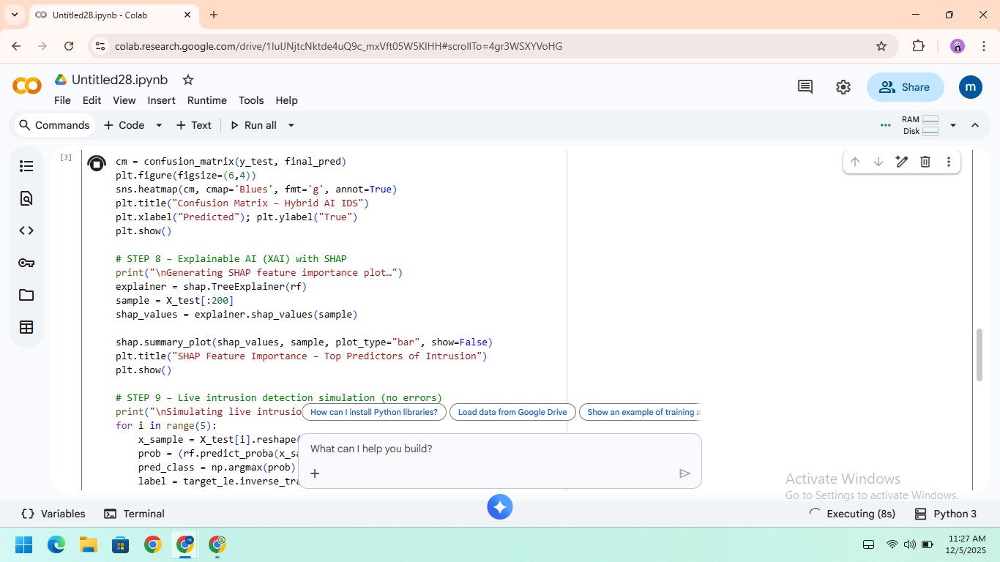 Untitled28.ipynb - Colab
colab.research.google.com/drive/1IulJNjtcNktde4uQ9c_mxVft05W5KlHH#scrollTo=4gr3WSXYVoHG
Untitled28.ipynb
File Edit View Insert Runtime Tools Help
Share
m
Commands + Code + Text Run all
RAM
Disk
[3]
cm = confusion_matrix(y_test, final_pred)
plt.figure(figsize=(6,4))
sns.heatmap(cm, cmap='Blues', fmt='g', annot=True)
plt.title("Confusion Matrix – Hybrid AI IDS")
plt.xlabel("Predicted"); plt.ylabel("True")
plt.show()
# STEP 8 – Explainable AI (XAI) with SHAP
print("\nGenerating SHAP feature importance plot…")
explainer = shap.TreeExplainer(rf)
sample = X_test[:200]
shap_values = explainer.shap_values(sample)
shap.summary_plot(shap_values, sample, plot_type="bar", show=False)
plt.title("SHAP Feature Importance – Top Predictors of Intrusion")
plt.show()
# STEP 9 – Live intrusion detection simulation (no errors)
print("\nSimulating live intrusio
for i in range(5):
x_sample = X_test[i].reshape(
prob = (rf.predict_proba(x_sa
pred_class = np.argmax(prob)
label = target_le.inverse_tra
How can I install Python libraries? Load data from Google Drive Show an example of training a
What can I help you build?
+
Activate Windows
Go to Settings to activate Windows.
{} Variables Terminal
Executing (8s) Python 3
11:27 AM
12/5/2025